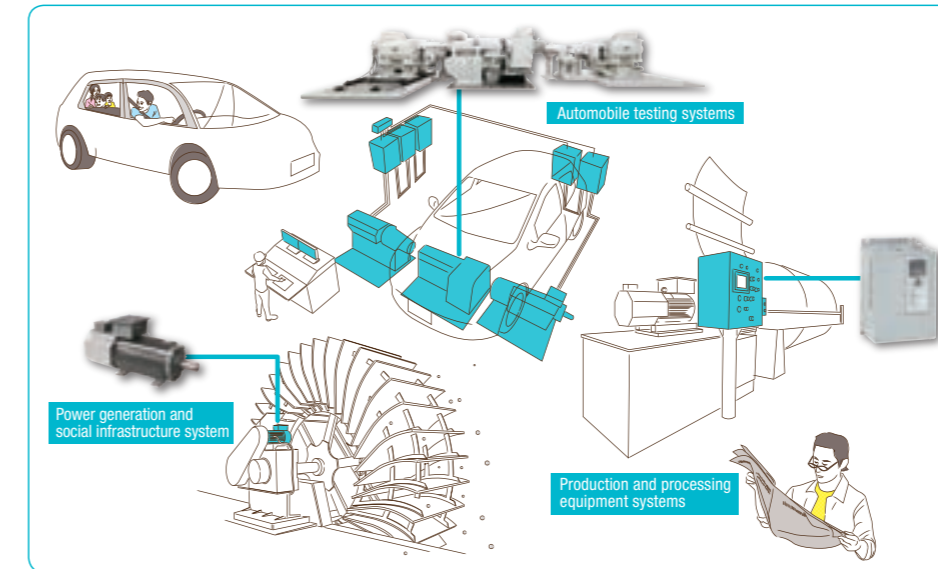 Automobile testing systems
Power generation and
social infrastructure system
Production and processing
equipment systems